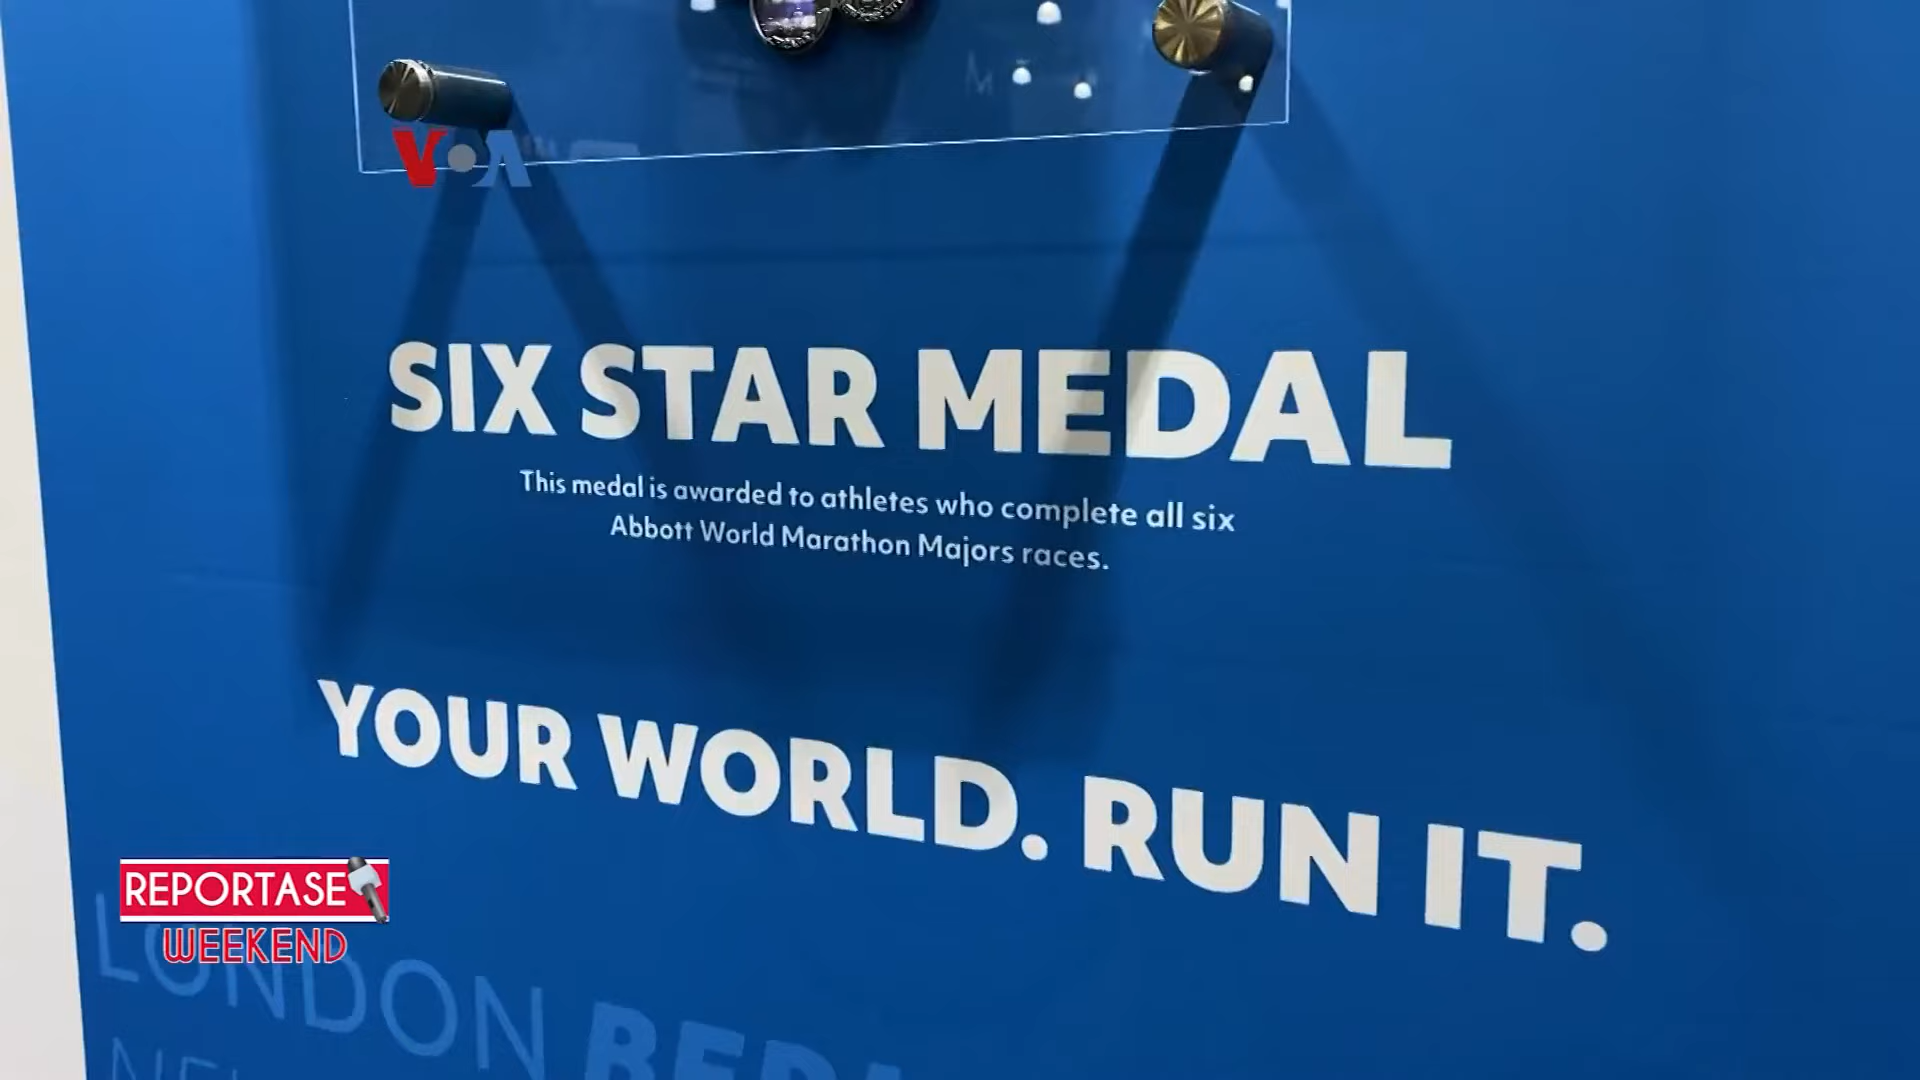 VOA
SIX STAR MEDAL
This medal is awarded to athletes who complete all six
Abbott World Marathon Majors races.
YOUR WORLD. RUN IT.
REPORTASE
WEEKEND
LONDON